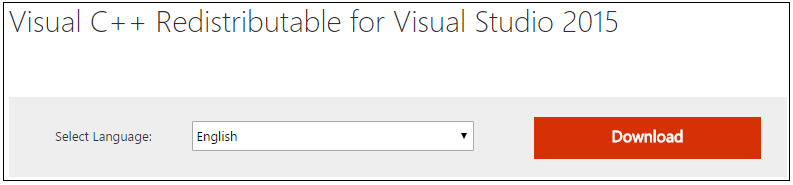 Visual C++ Redistributable for Visual Studio 2015
Select Language: English Download